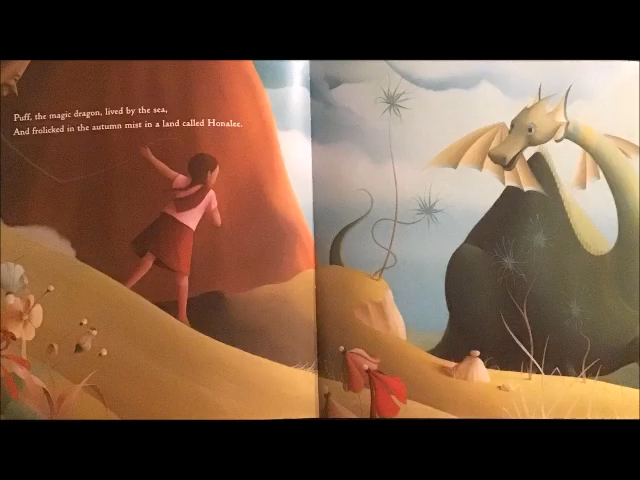 Puff, the magic dragon, lived by the sea,
And frolicked in the autumn mist in a land called Honalee.